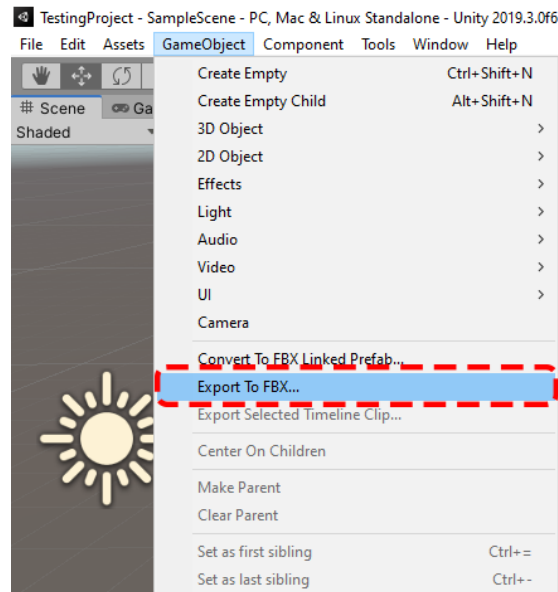 TestingProject - SampleScene - PC, Mac & Linux Standalone - Unity 2019.3.0f6
File Edit Assets GameObject Component Tools Window Help
# Scene Ga
Shaded
Create Empty Ctrl+Shift+N
Create Empty Child Alt+Shift+N
3D Object >
2D Object >
Effects >
Light >
Audio >
Video >
UI >
Camera
Convert To FBX Linked Prefab...
Export To FBX...
Export Selected Timeline Clip...
Center On Children
Make Parent
Clear Parent
Set as first sibling Ctrl+=
Set as last sibling Ctrl+-